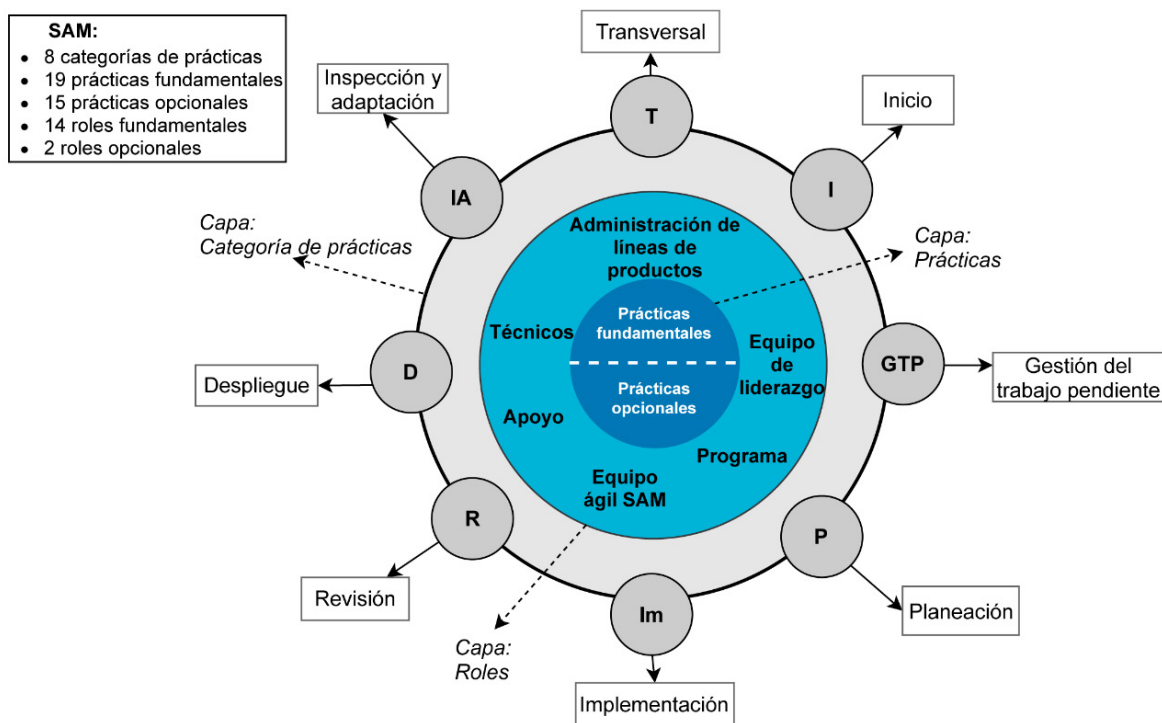 SAM:
• 8 categorías de prácticas
• 19 prácticas fundamentales
• 15 prácticas opcionales
• 14 roles fundamentales
• 2 roles opcionales
Transversal
T
Inspección y
adaptación
IA
Inicio
I
Capa:
Categoría de prácticas
Administración de
líneas de
productos
Capa:
Prácticas
Técnicos
Prácticas
fundamentales
Equipo
de
liderazgo
Prácticas
opcionales
Apoyo
Programa
Equipo
ágil SAM
D
Despliegue
GTP
Gestión del
trabajo pendiente
R
Revisión
P
Planeación
Capa:
Roles
Im
Implementación